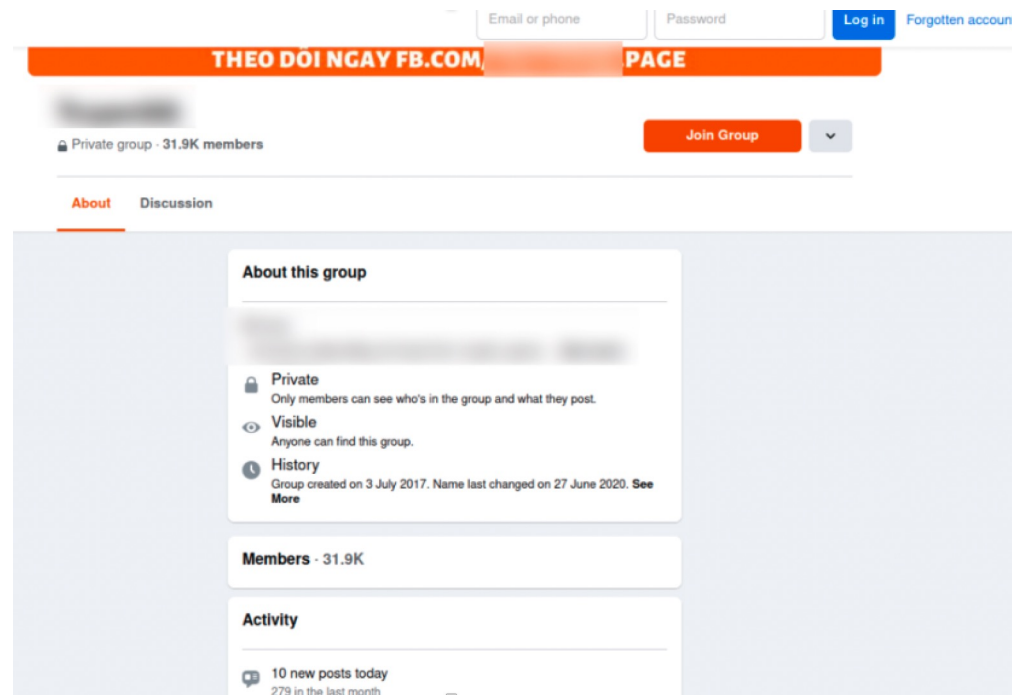 Email or phone
Password
Log in
Forgotten accoun
THEO DÕI NGAY FB.COM/ PAGE
Private group · 31.9K members
Join Group
About
Discussion
About this group
Private
Only members can see who's in the group and what they post.
Visible
Anyone can find this group.
History
Group created on 3 July 2017. Name last changed on 27 June 2020. See
More
Members · 31.9K
Activity
10 new posts today
279 in the last month